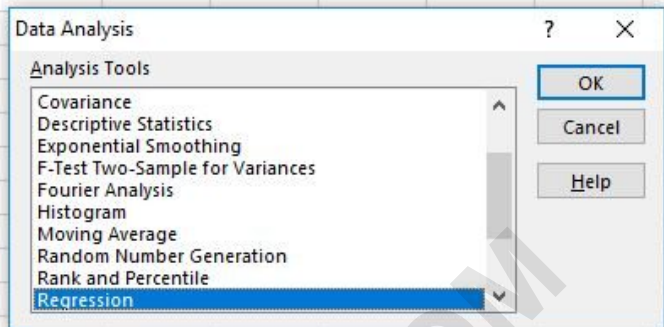 Data Analysis
?
Analysis Tools
Covariance
Descriptive Statistics
Exponential Smoothing
F-Test Two-Sample for Variances
Fourier Analysis
Histogram
Moving Average
Random Number Generation
Rank and Percentile
Regression
OK
Cancel
Help